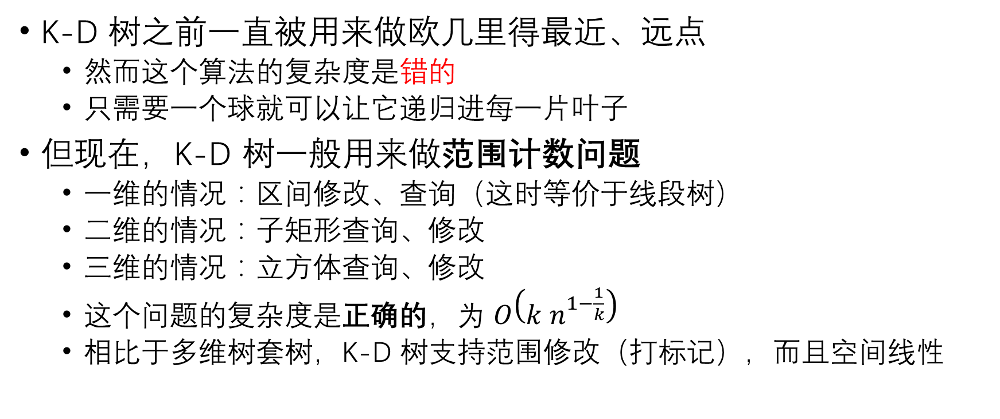 • K-D 树之前一直被用来做欧几里得最近、远点
• 然而这个算法的复杂度是错的
• 只需要一个球就可以让它递归进每一片叶子
• 但现在，K-D 树一般用来做范围计数问题
• 一维的情况：区间修改、查询（这时等价于线段树）
• 二维的情况：子矩形查询、修改
• 三维的情况：立方体查询、修改
• 这个问题的复杂度是正确的，为 $O\left(k\,n^{1-\frac{1}{k}}\right)$
• 相比于多维树套树，K-D 树支持范围修改（打标记），而且空间线性